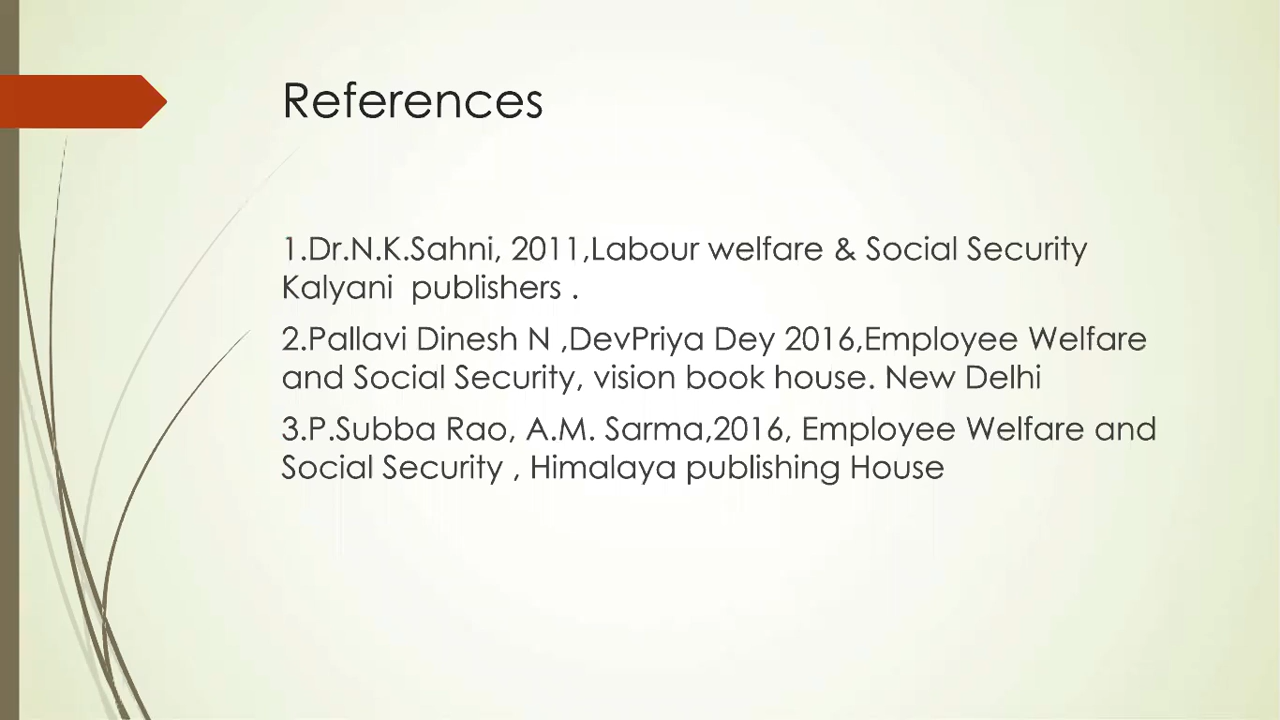 References
1.Dr.N.K.Sahni, 2011,Labour welfare & Social Security
Kalyani  publishers .
2.Pallavi Dinesh N ,DevPriya Dey 2016,Employee Welfare
and Social Security, vision book house. New Delhi
3.P.Subba Rao, A.M. Sarma,2016, Employee Welfare and
Social Security , Himalaya publishing House